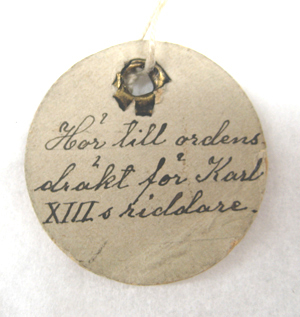 Hör till ordens
dräkt för Karl
XIII s riddare.